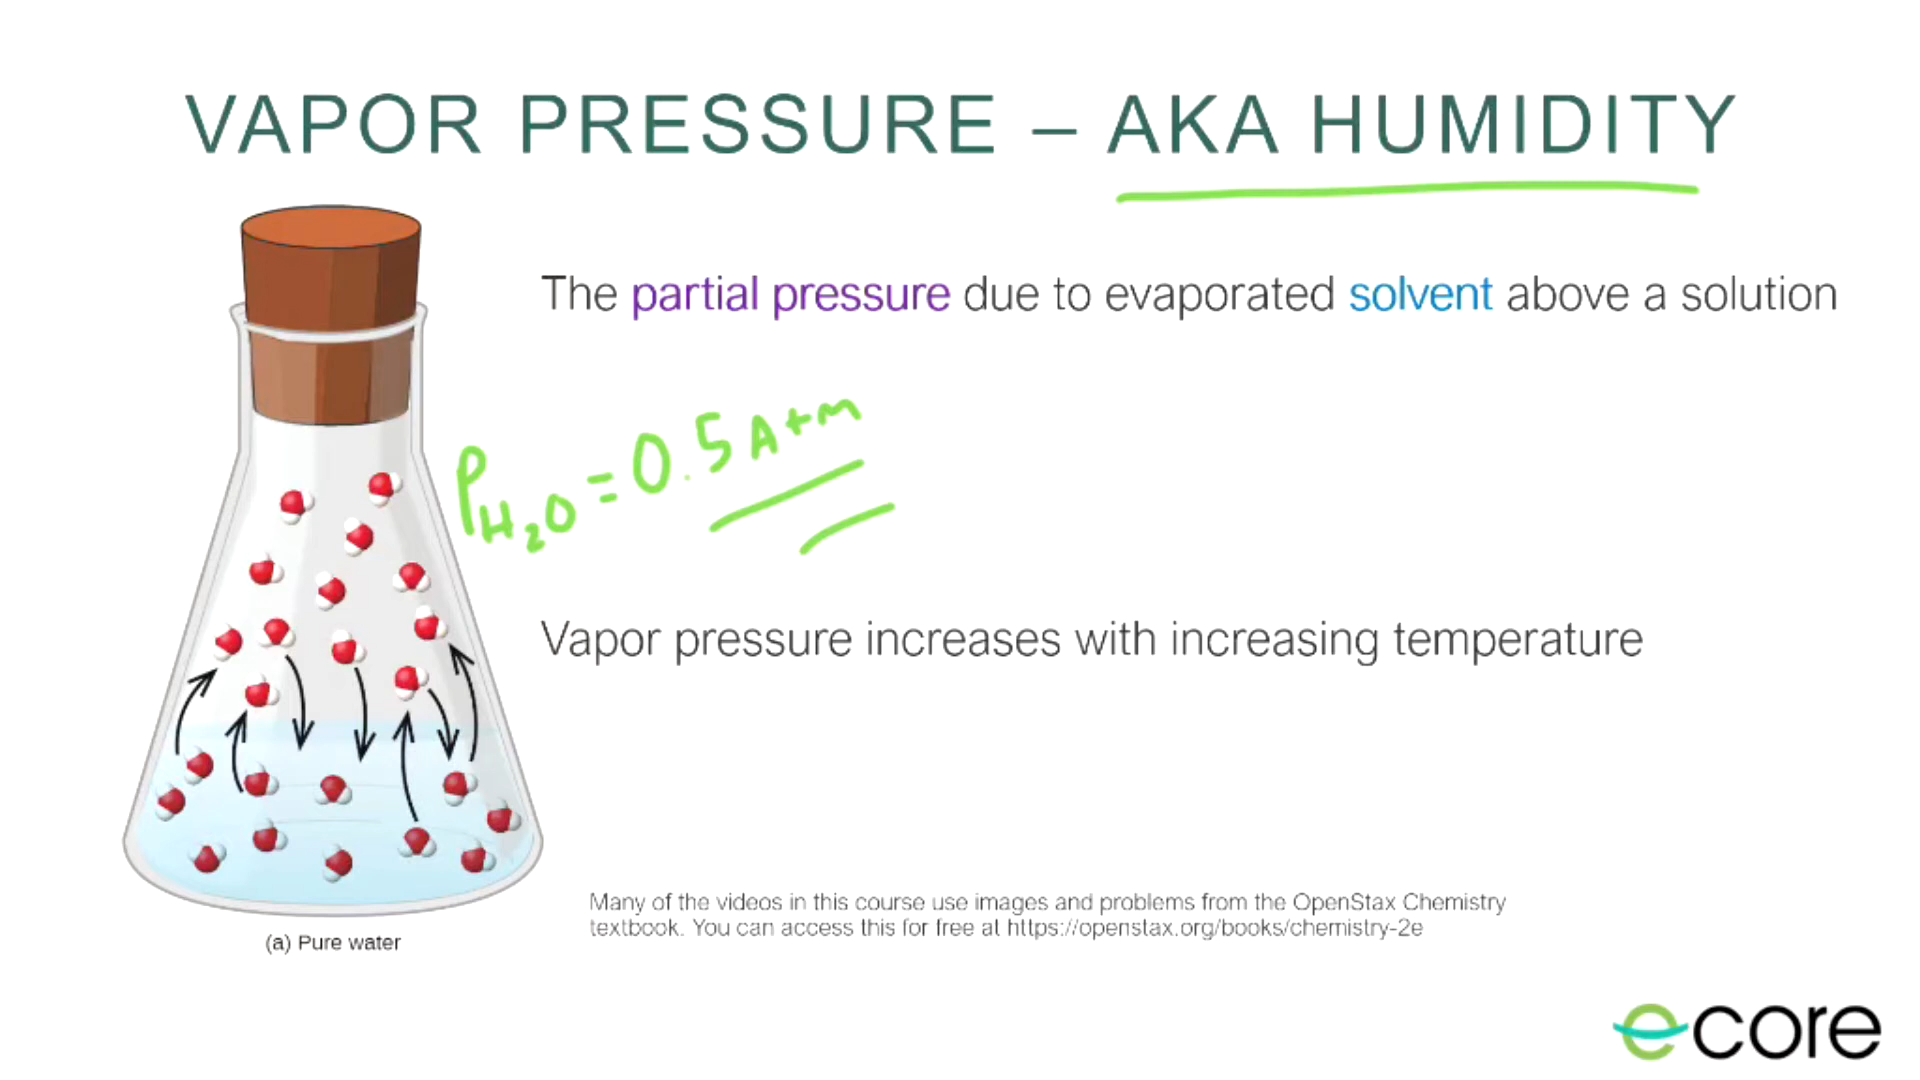 VAPOR PRESSURE – AKA HUMIDITY
The partial pressure due to evaporated solvent above a solution
P_H₂O = 0.5 Atm
Vapor pressure increases with increasing temperature
Many of the videos in this course use images and problems from the OpenStax Chemistry
textbook. You can access this for free at https://openstax.org/books/chemistry-2e
(a) Pure water
ecore